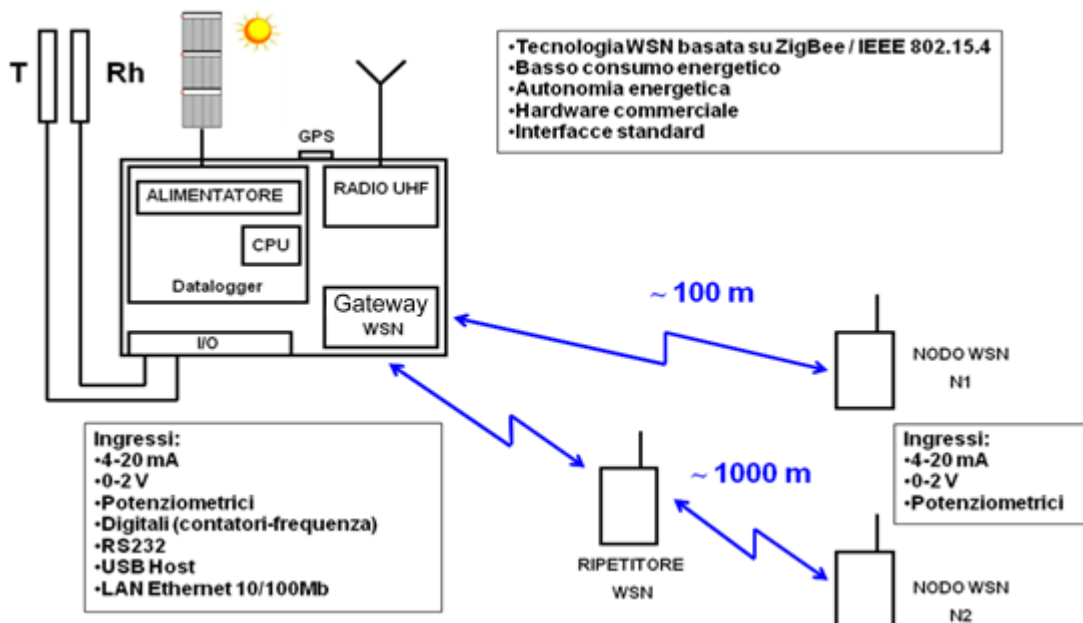 T
Rh
GPS
ALIMENTATORE
RADIO UHF
CPU
Datalogger
Gateway
WSN
I/O
•Tecnologia WSN basata su ZigBee / IEEE 802.15.4
•Basso consumo energetico
•Autonomia energetica
•Hardware commerciale
•Interfacce standard
~ 100 m
NODO WSN
N1
Ingressi:
•4-20 mA
•0-2 V
•Potenziometrici
•Digitali (contatori-frequenza)
•RS232
•USB Host
•LAN Ethernet 10/100Mb
~ 1000 m
RIPETITORE
WSN
Ingressi:
•4-20 mA
•0-2 V
•Potenziometrici
NODO WSN
N2